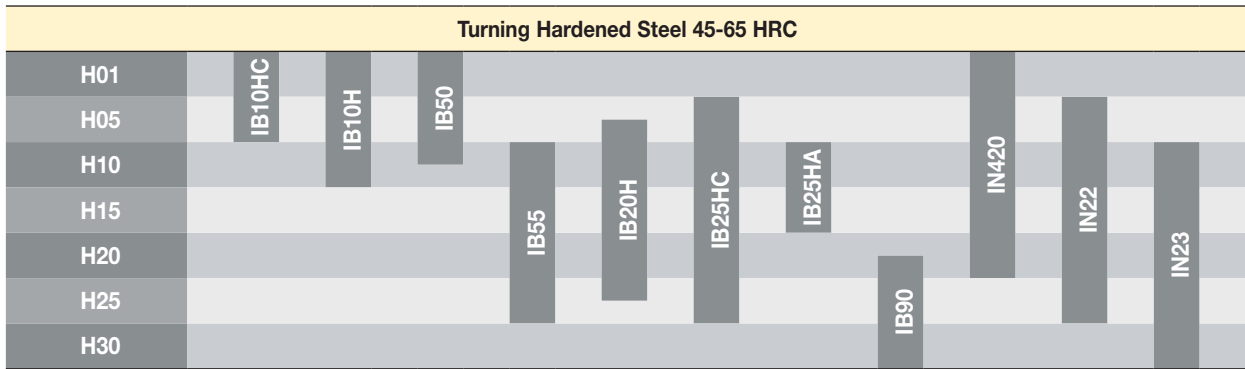 Turning Hardened Steel 45-65 HRC
H01
H05
H10
H15
H20
H25
H30
IB10HC
IB10H
IB50
IB55
IB20H
IB25HC
IB25HA
IB90
IN420
IN22
IN23